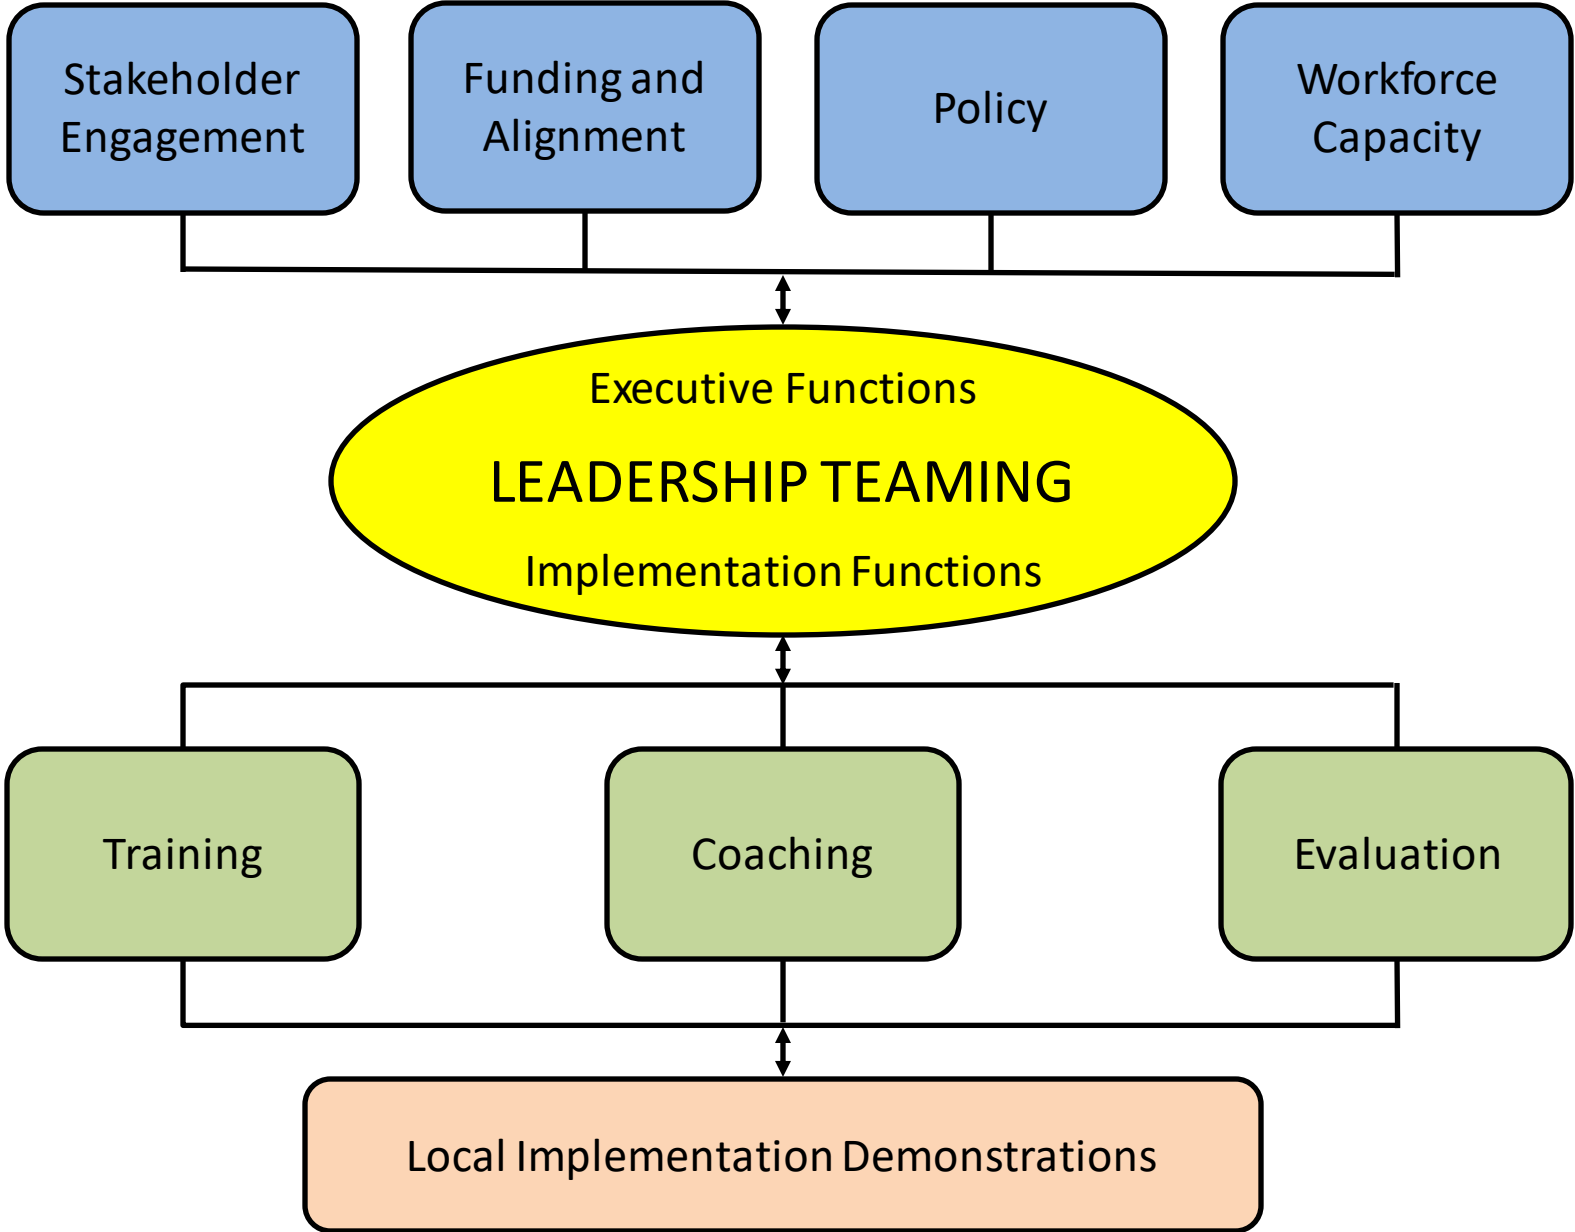 Stakeholder
Engagement
Funding and
Alignment
Policy
Workforce
Capacity
Executive Functions
LEADERSHIP TEAMING
Implementation Functions
Training
Coaching
Evaluation
Local Implementation Demonstrations